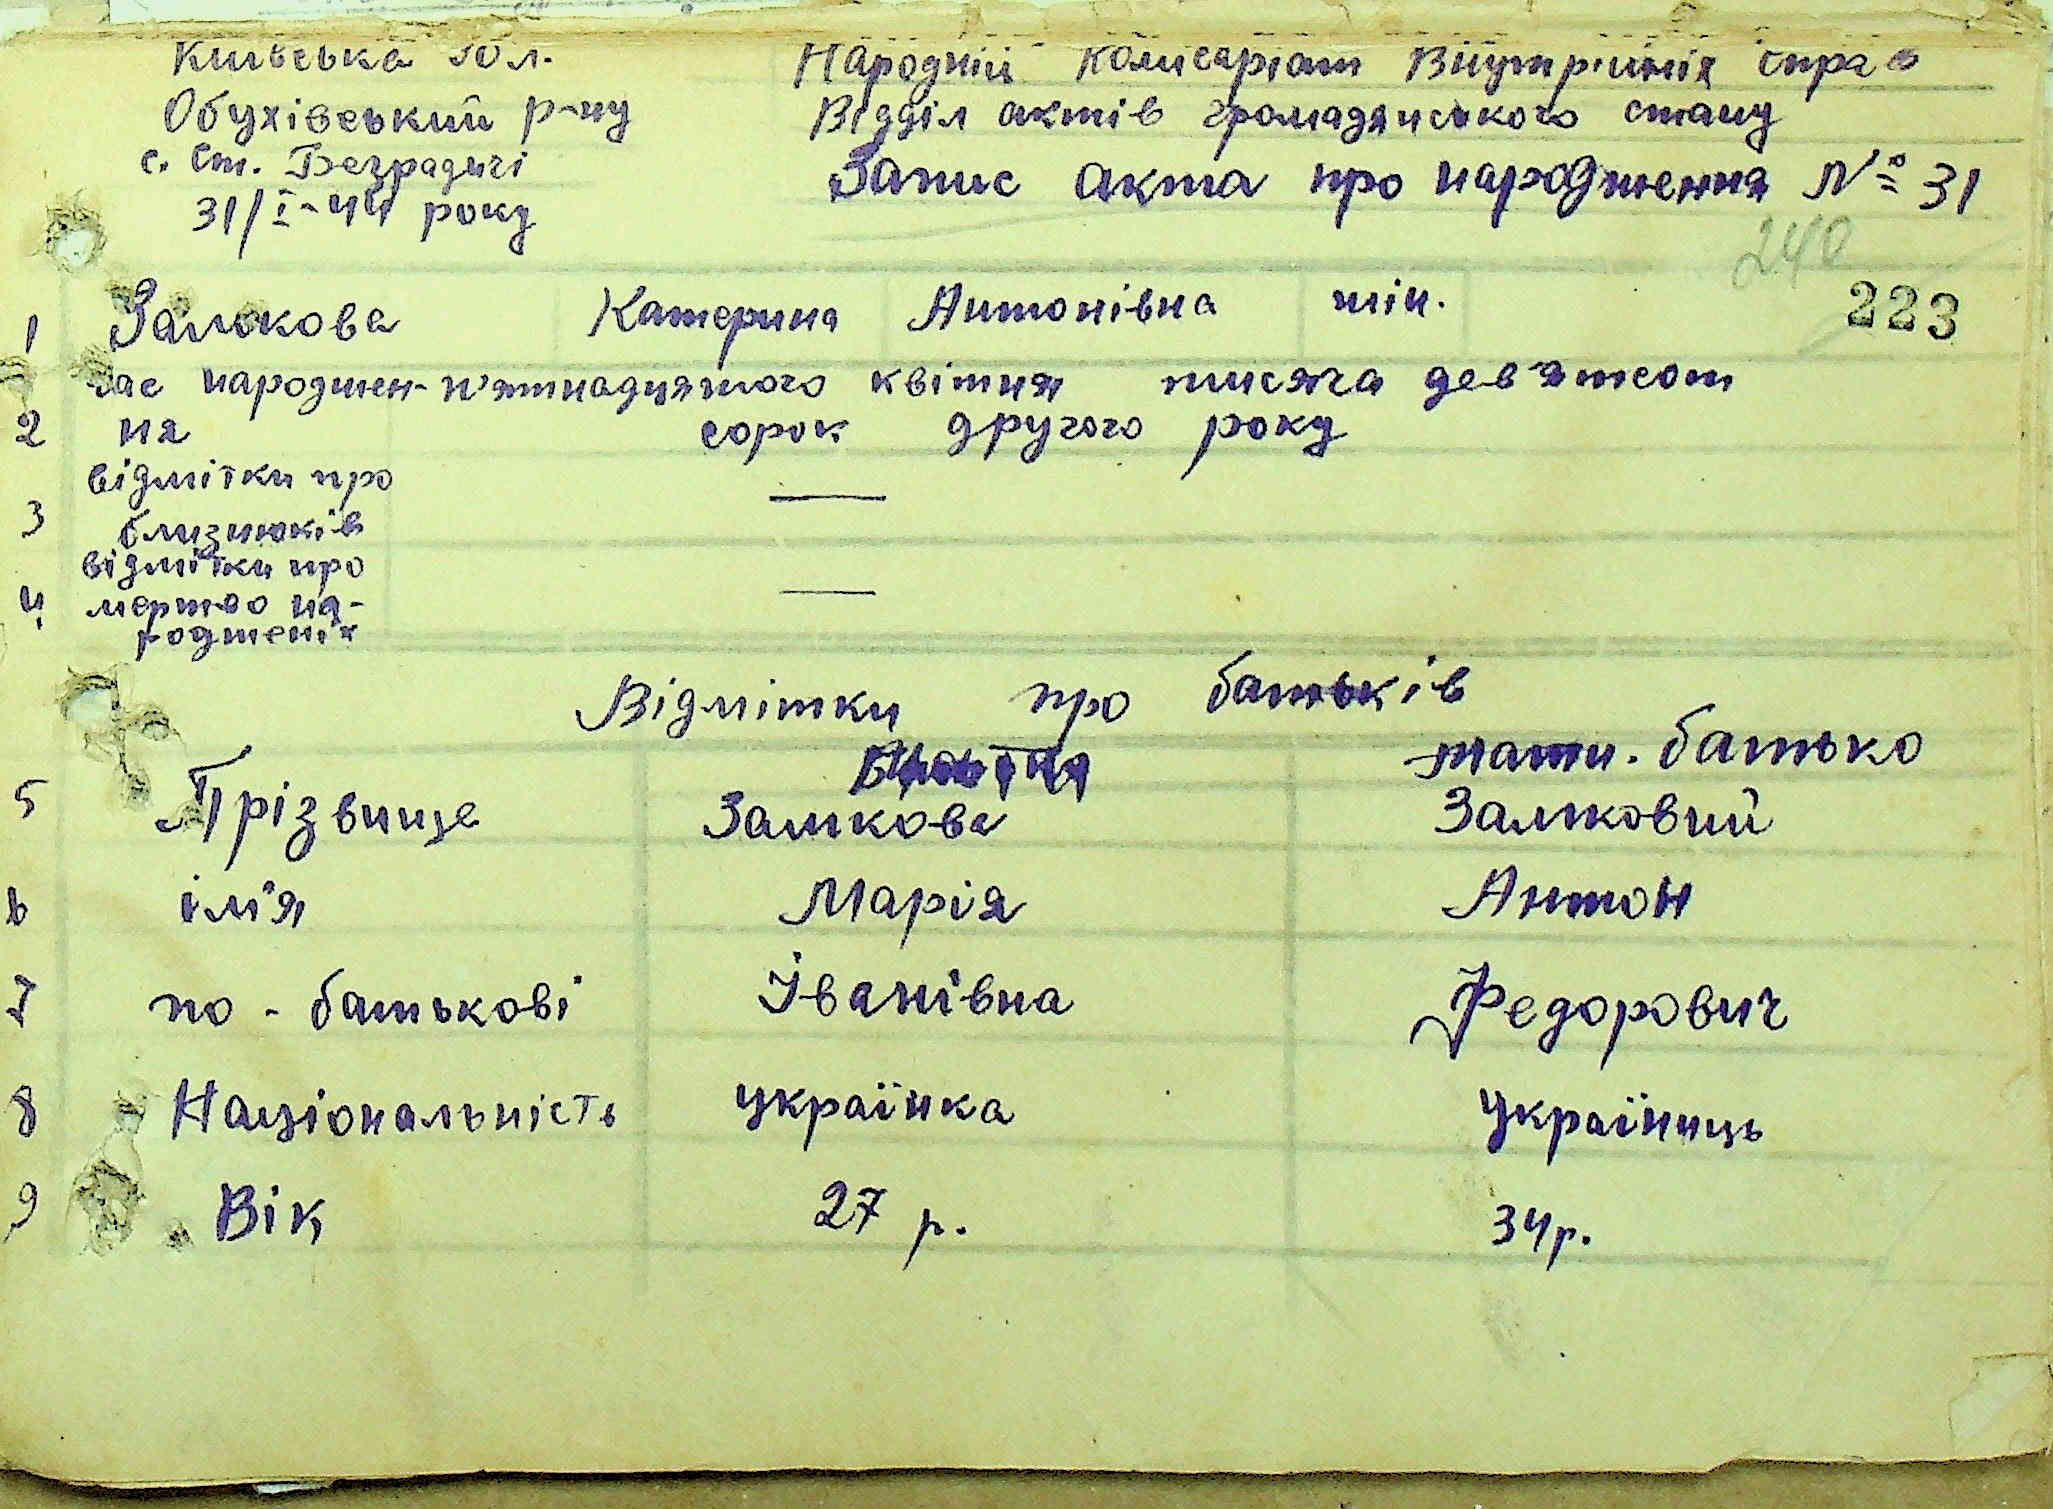 Київська обл.
Обухівський р-ну
с. Ст. Безрадичі
31/I-44 року
Народній Комисаріат Внутрішніх справ
Відділ актів громадянського стану
Запис акта про народження № 31
240
223
1 Замкова Катерина Антонівна жін.
час народжен- п'ятнадцятого квітня тисяча дев'ятсот
2 ня сорок другого року
відмітки про —
3 близнюків
відмітки про
4 мертво на- —
родженіх
Відмітки про батьків
мати. батько
5 Прізвище Замкова Замковий
6 ім'я Марія Антон
7 по-батькові Іванівна Федорович
8 Національність українка україниць
9 Вік 27 р. 34 р.